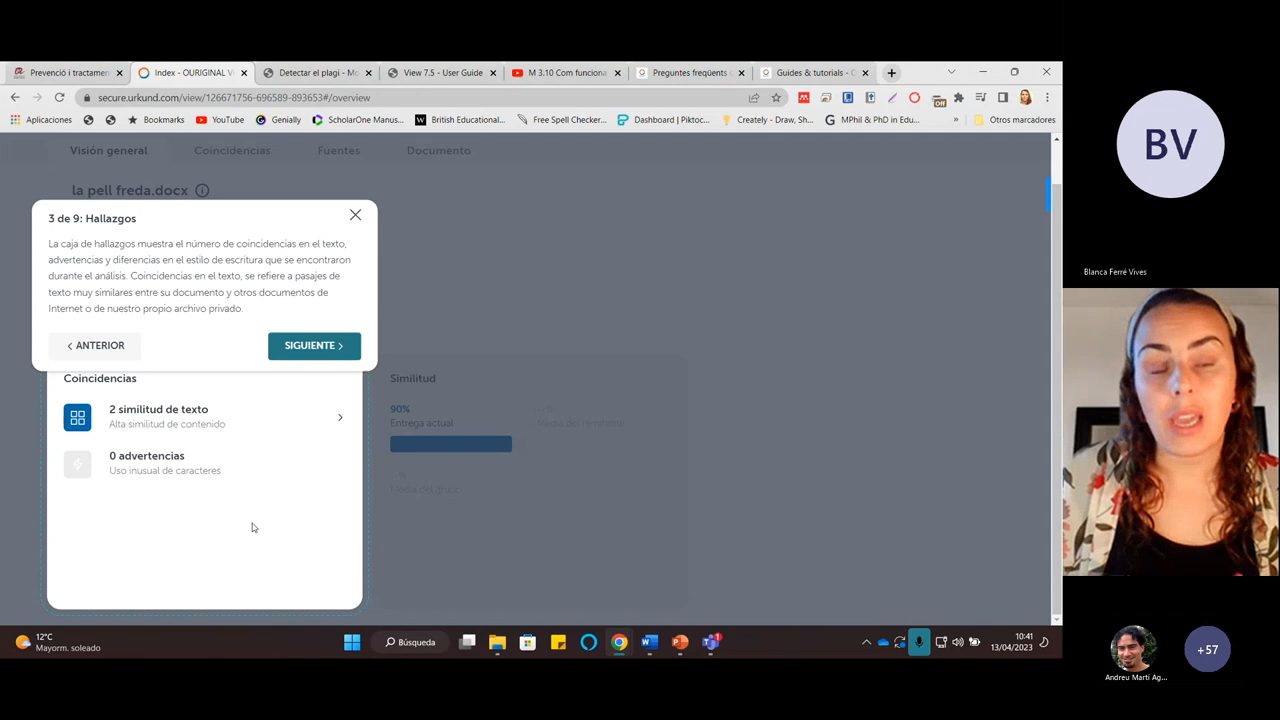 Prevenció i tractamen
Index - OURIGINAL V
Detectar el plagi - Mo
View 7.5 - User Guide
M 3.10 Com funciona
Preguntes freqüents c
Guides & tutorials - O
secure.urkund.com/view/126671756-696589-893653#/overview
Off
Aplicaciones
Bookmarks
YouTube
Genially
ScholarOne Manus...
British Educational...
Free Spell Checker...
Dashboard | Piktoc...
Creately - Draw, Sh...
MPhil & PhD in Edu...
»
Otros marcadores
Visión general
Coincidencias
Fuentes
Documento
la pell freda.docx
3 de 9: Hallazgos
La caja de hallazgos muestra el número de coincidencias en el texto,
advertencias y diferencias en el estilo de escritura que se encontraron
durante el análisis. Coincidencias en el texto, se refiere a pasajes de
texto muy similares entre su documento y otros documentos de
Internet o de nuestro propio archivo privado.
ANTERIOR
SIGUIENTE
Coincidencias
2 similitud de texto
Alta similitud de contenido
0 advertencias
Uso inusual de caracteres
Similitud
90%
Entrega actual
12°C
Mayorm. soleado
Búsqueda
1
10:41
13/04/2023
BV
Blanca Ferré Vives
Andreu Martí Ag...
+57